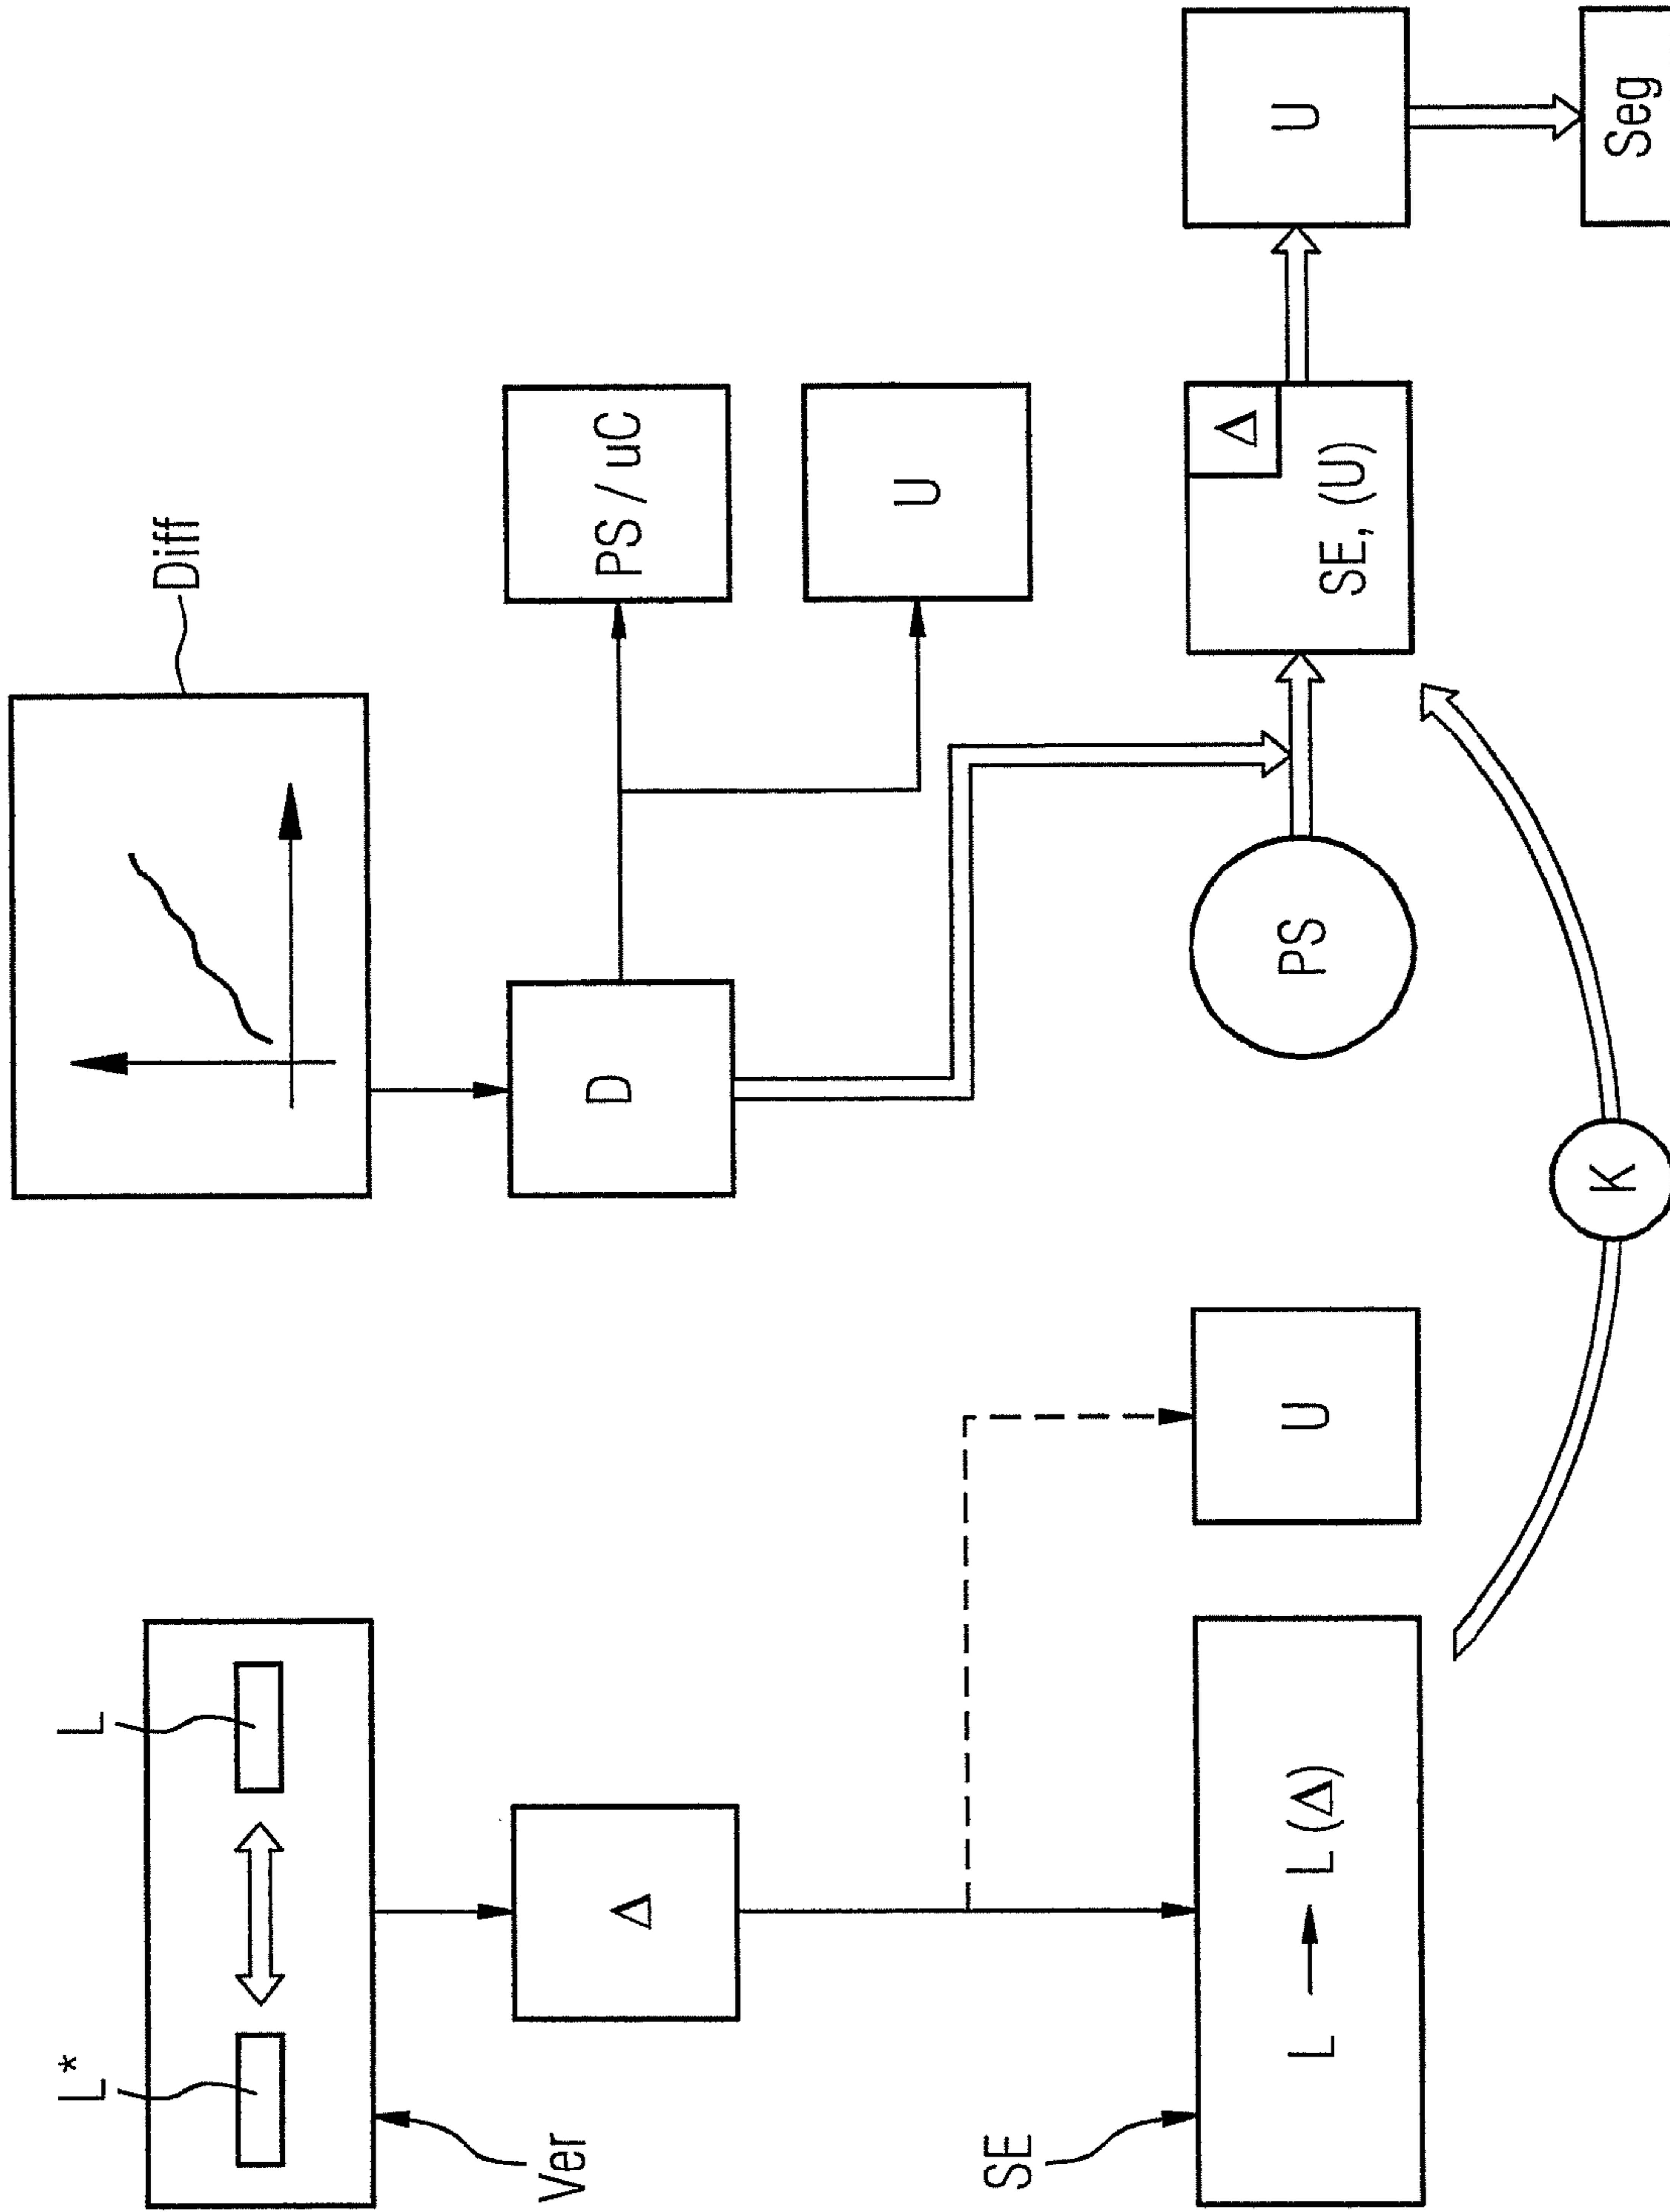 L*
L
Diff
Ver
Δ
D
PS / uC
U
SE
L → L (Δ)
U
PS
Δ
SE, (U)
U
K
Seg